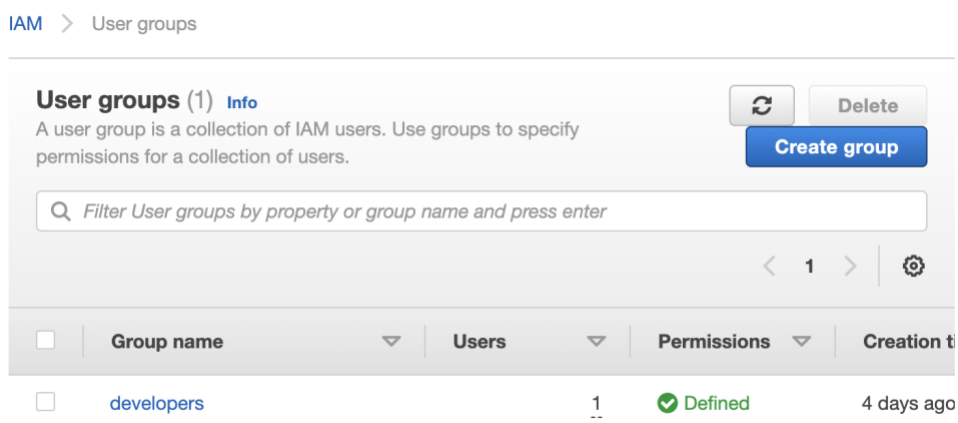 IAM > User groups
User groups (1) Info
Delete
A user group is a collection of IAM users. Use groups to specify
permissions for a collection of users.
Create group
Filter User groups by property or group name and press enter
< 1 >
Group name Users Permissions Creation ti
developers 1 Defined 4 days ago